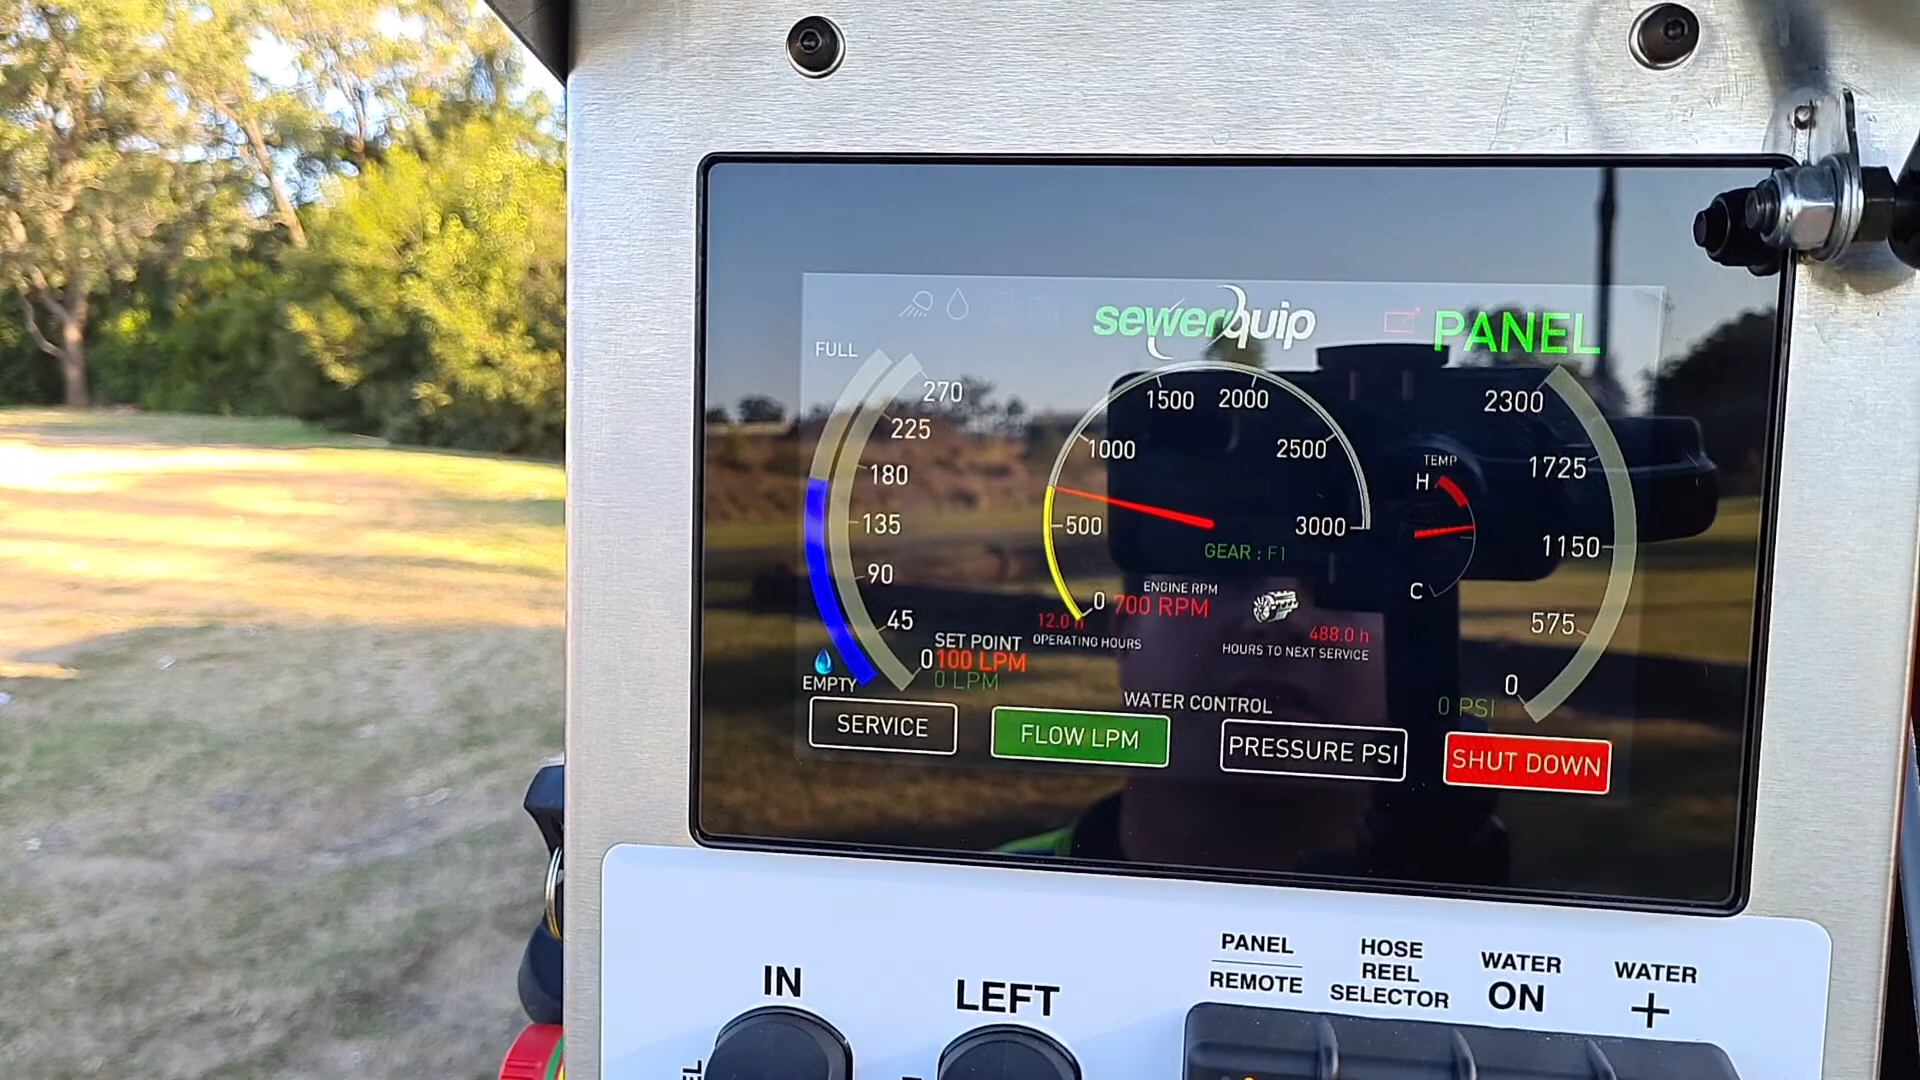 sewerquip
PANEL
FULL
270
225
180
135
90
45
0
EMPTY
SET POINT
100 LPM
0 LPM
1500
2000
1000
2500
500
3000
0
GEAR : F1
ENGINE RPM
700 RPM
12.0 h
OPERATING HOURS
488.0 h
HOURS TO NEXT SERVICE
TEMP
H
C
2300
1725
1150
575
0
0 PSI
WATER CONTROL
SERVICE
FLOW LPM
PRESSURE PSI
SHUT DOWN
IN
LEFT
PANEL
REMOTE
HOSE
REEL
SELECTOR
WATER
ON
WATER
+